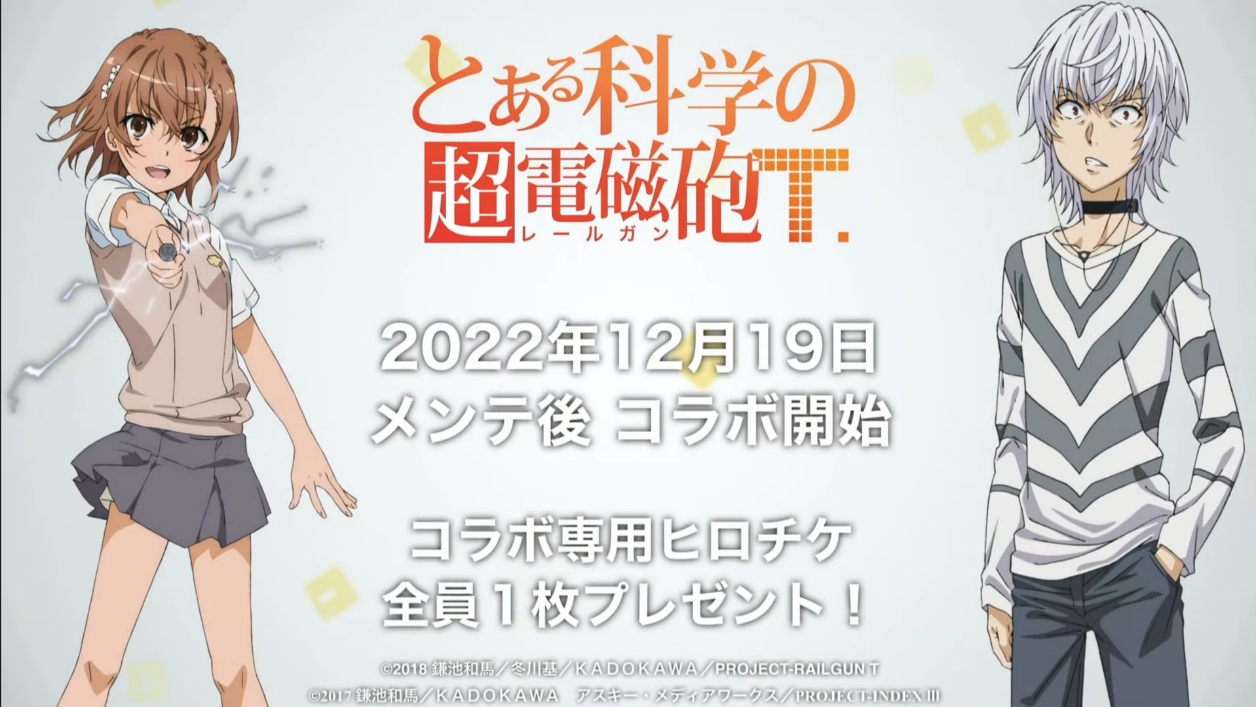 とある科学の
超電磁砲T.
レールガン
2022年12月19日
メンテ後 コラボ開始
コラボ専用ヒロチケ
全員1枚プレゼント！
©2018 鎌池和馬／冬川基／KADOKAWA／PROJECT-RAILGUN T
©2017 鎌池和馬／KADOKAWA アスキー・メディアワークス／PROJECT-INDEX Ⅲ